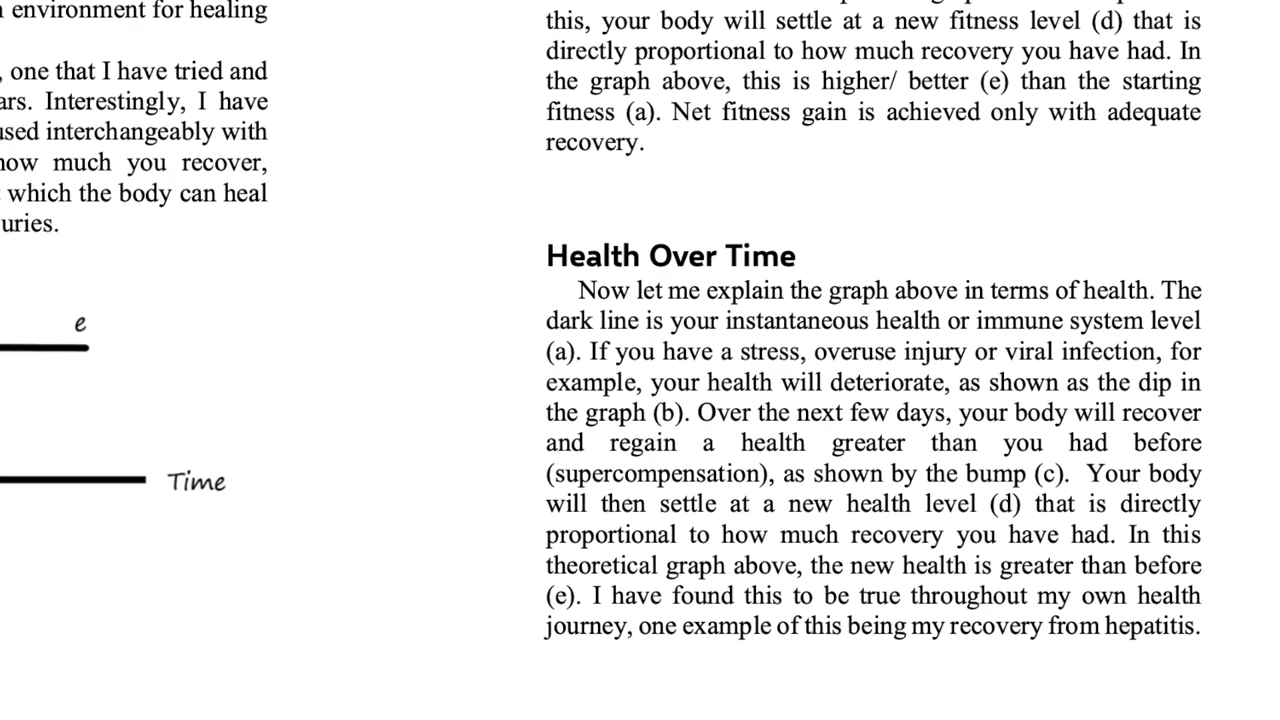 environment for healing
, one that I have tried and
ars. Interestingly, I have
used interchangeably with
how much you recover,
which the body can heal
uries.
e
Time
this, your body will settle at a new fitness level (d) that is
directly proportional to how much recovery you have had. In
the graph above, this is higher/ better (e) than the starting
fitness (a). Net fitness gain is achieved only with adequate
recovery.
Health Over Time
Now let me explain the graph above in terms of health. The
dark line is your instantaneous health or immune system level
(a). If you have a stress, overuse injury or viral infection, for
example, your health will deteriorate, as shown as the dip in
the graph (b). Over the next few days, your body will recover
and regain a health greater than you had before
(supercompensation), as shown by the bump (c). Your body
will then settle at a new health level (d) that is directly
proportional to how much recovery you have had. In this
theoretical graph above, the new health is greater than before
(e). I have found this to be true throughout my own health
journey, one example of this being my recovery from hepatitis.